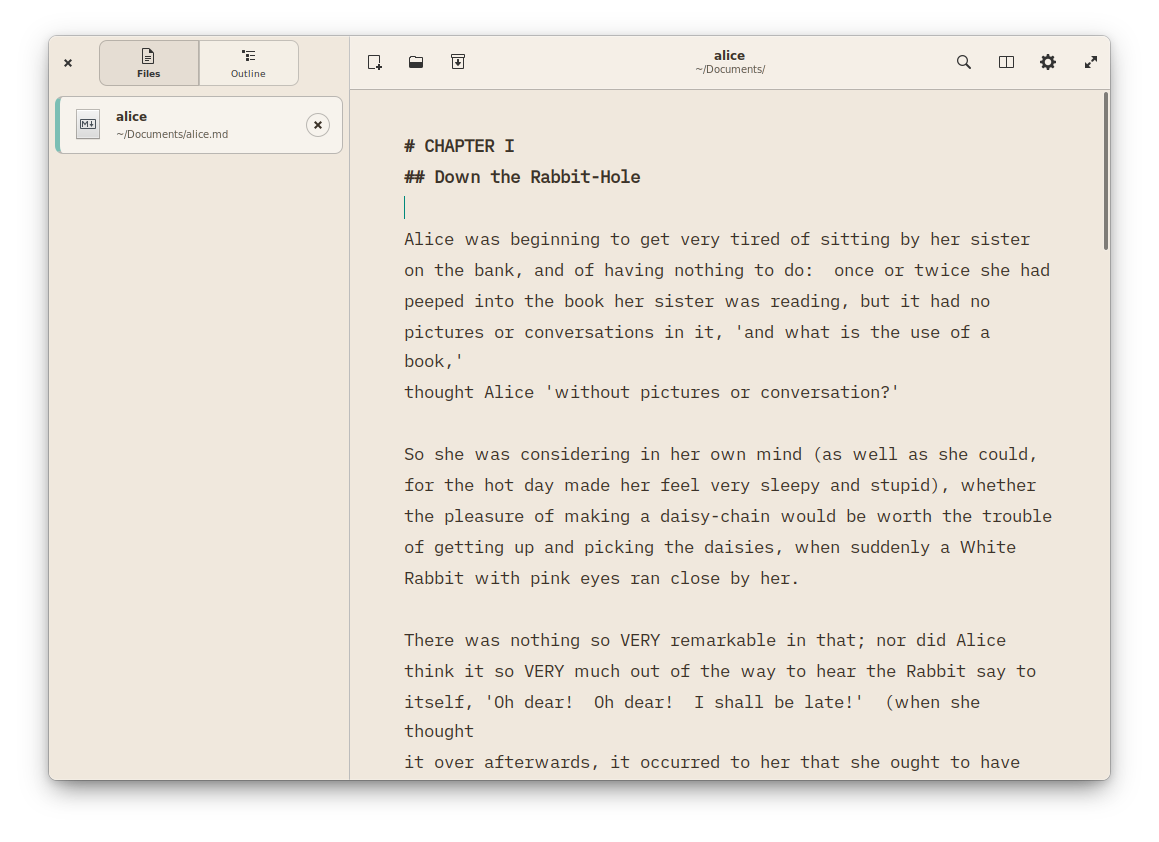 Files
Outline
alice
~/Documents/
alice
~/Documents/alice.md
# CHAPTER I
## Down the Rabbit-Hole
Alice was beginning to get very tired of sitting by her sister
on the bank, and of having nothing to do:  once or twice she had
peeped into the book her sister was reading, but it had no
pictures or conversations in it, 'and what is the use of a
book,'
thought Alice 'without pictures or conversation?'
So she was considering in her own mind (as well as she could,
for the hot day made her feel very sleepy and stupid), whether
the pleasure of making a daisy-chain would be worth the trouble
of getting up and picking the daisies, when suddenly a White
Rabbit with pink eyes ran close by her.
There was nothing so VERY remarkable in that; nor did Alice
think it so VERY much out of the way to hear the Rabbit say to
itself, 'Oh dear!  Oh dear!  I shall be late!'  (when she
thought
it over afterwards, it occurred to her that she ought to have